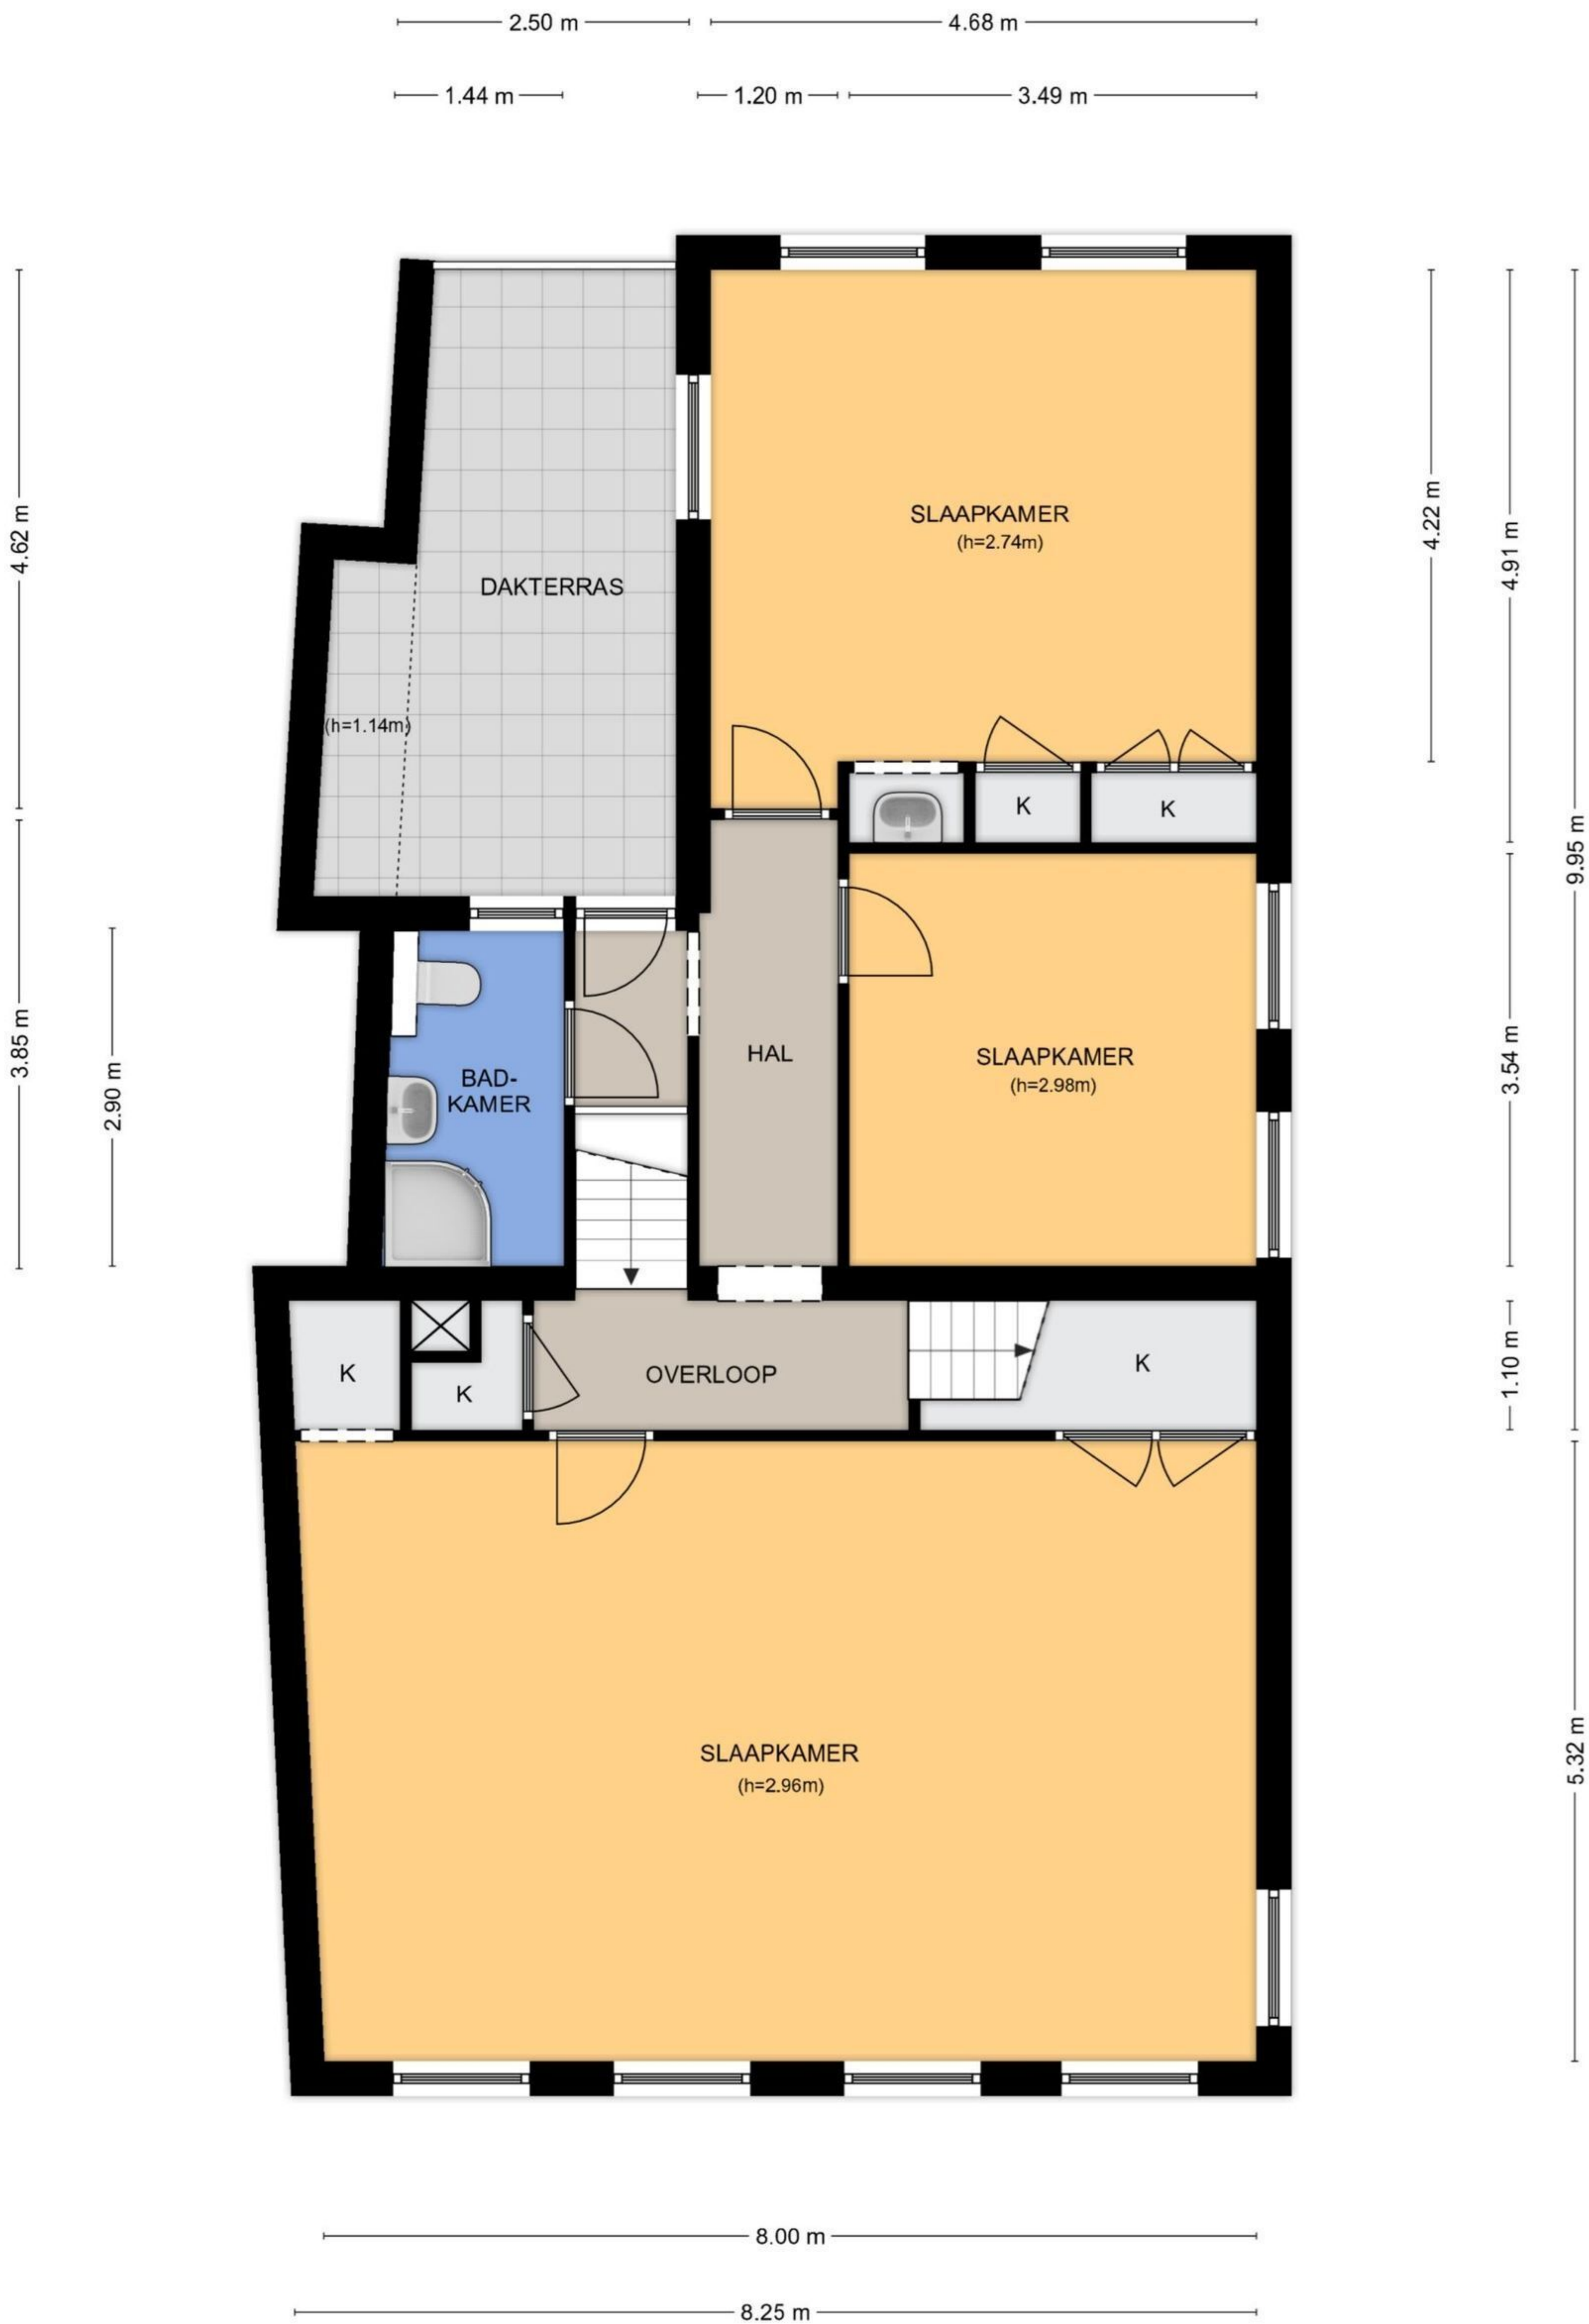 2.50 m
4.68 m
1.44 m
1.20 m
3.49 m
SLAAPKAMER
(h=2.74m)
4.22 m
4.91 m
4.62 m
DAKTERRAS
(h=1.14m)
K
K
9.95 m
3.85 m
2.90 m
BAD-
KAMER
HAL
SLAAPKAMER
(h=2.98m)
3.54 m
K
K
OVERLOOP
K
1.10 m
SLAAPKAMER
(h=2.96m)
5.32 m
8.00 m
8.25 m